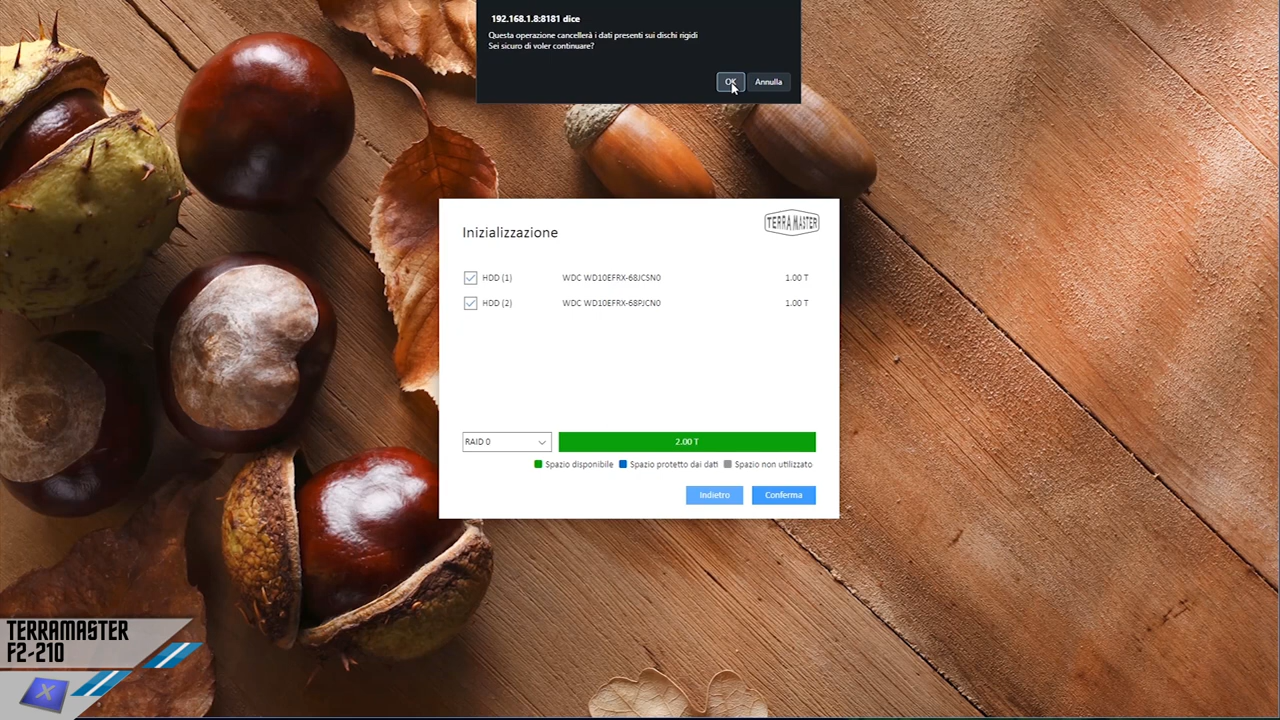 192.168.1.8:8181 dice
Questa operazione cancellerà i dati presenti sui dischi rigidi
Sei sicuro di voler continuare?
OK
Annulla
TERRAMASTER
Inizializzazione
HDD (1) WDC WD10EFRX-68JCSN0 1.00 T
HDD (2) WDC WD10EFRX-68PJCN0 1.00 T
RAID 0
2.00 T
Spazio disponibile
Spazio protetto dai dati
Spazio non utilizzato
Indietro
Conferma
TERRAMASTER
F2-210
X